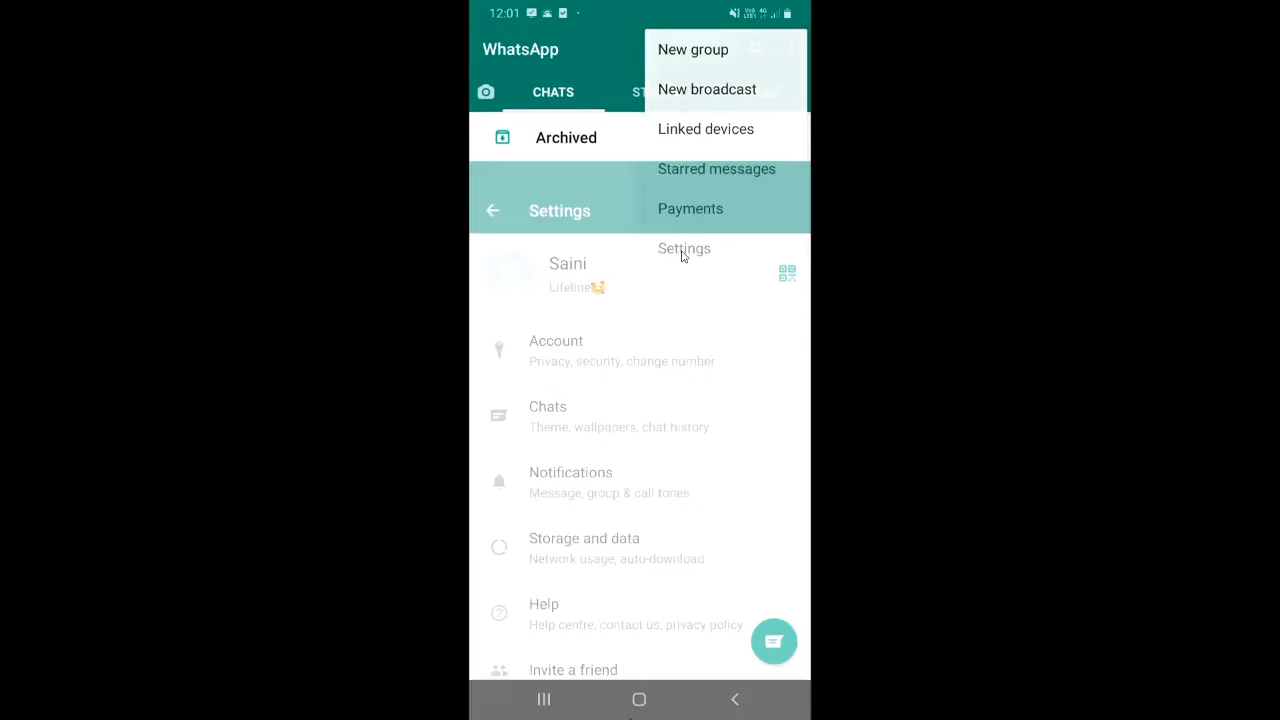 12:01
WhatsApp
New group
New broadcast
CHATS
ST
Linked devices
Archived
Starred messages
Payments
Settings
Settings
Saini
Lifeline🥰
Account
Privacy, security, change number
Chats
Theme, wallpapers, chat history
Notifications
Message, group & call tones
Storage and data
Network usage, auto-download
Help
Help centre, contact us, privacy policy
Invite a friend